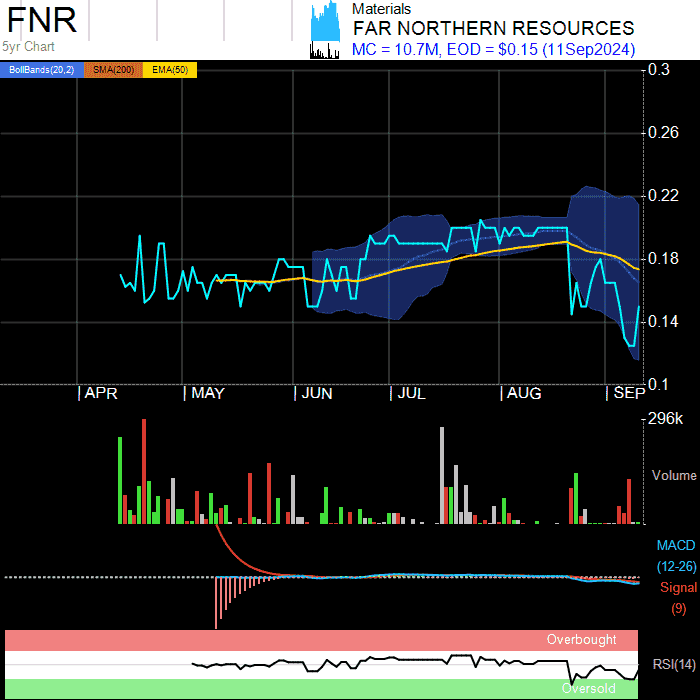 FNR
5yr Chart
Materials
FAR NORTHERN RESOURCES
MC = 10.7M, EOD = $0.15 (11Sep2024)
BollBands(20,2) SMA(200) EMA(50)
0.3
0.26
0.22
0.18
0.14
0.1
APR MAY JUN JUL AUG SEP
296k
Volume
MACD
(12-26)
Signal
(9)
Overbought
RSI(14)
Oversold